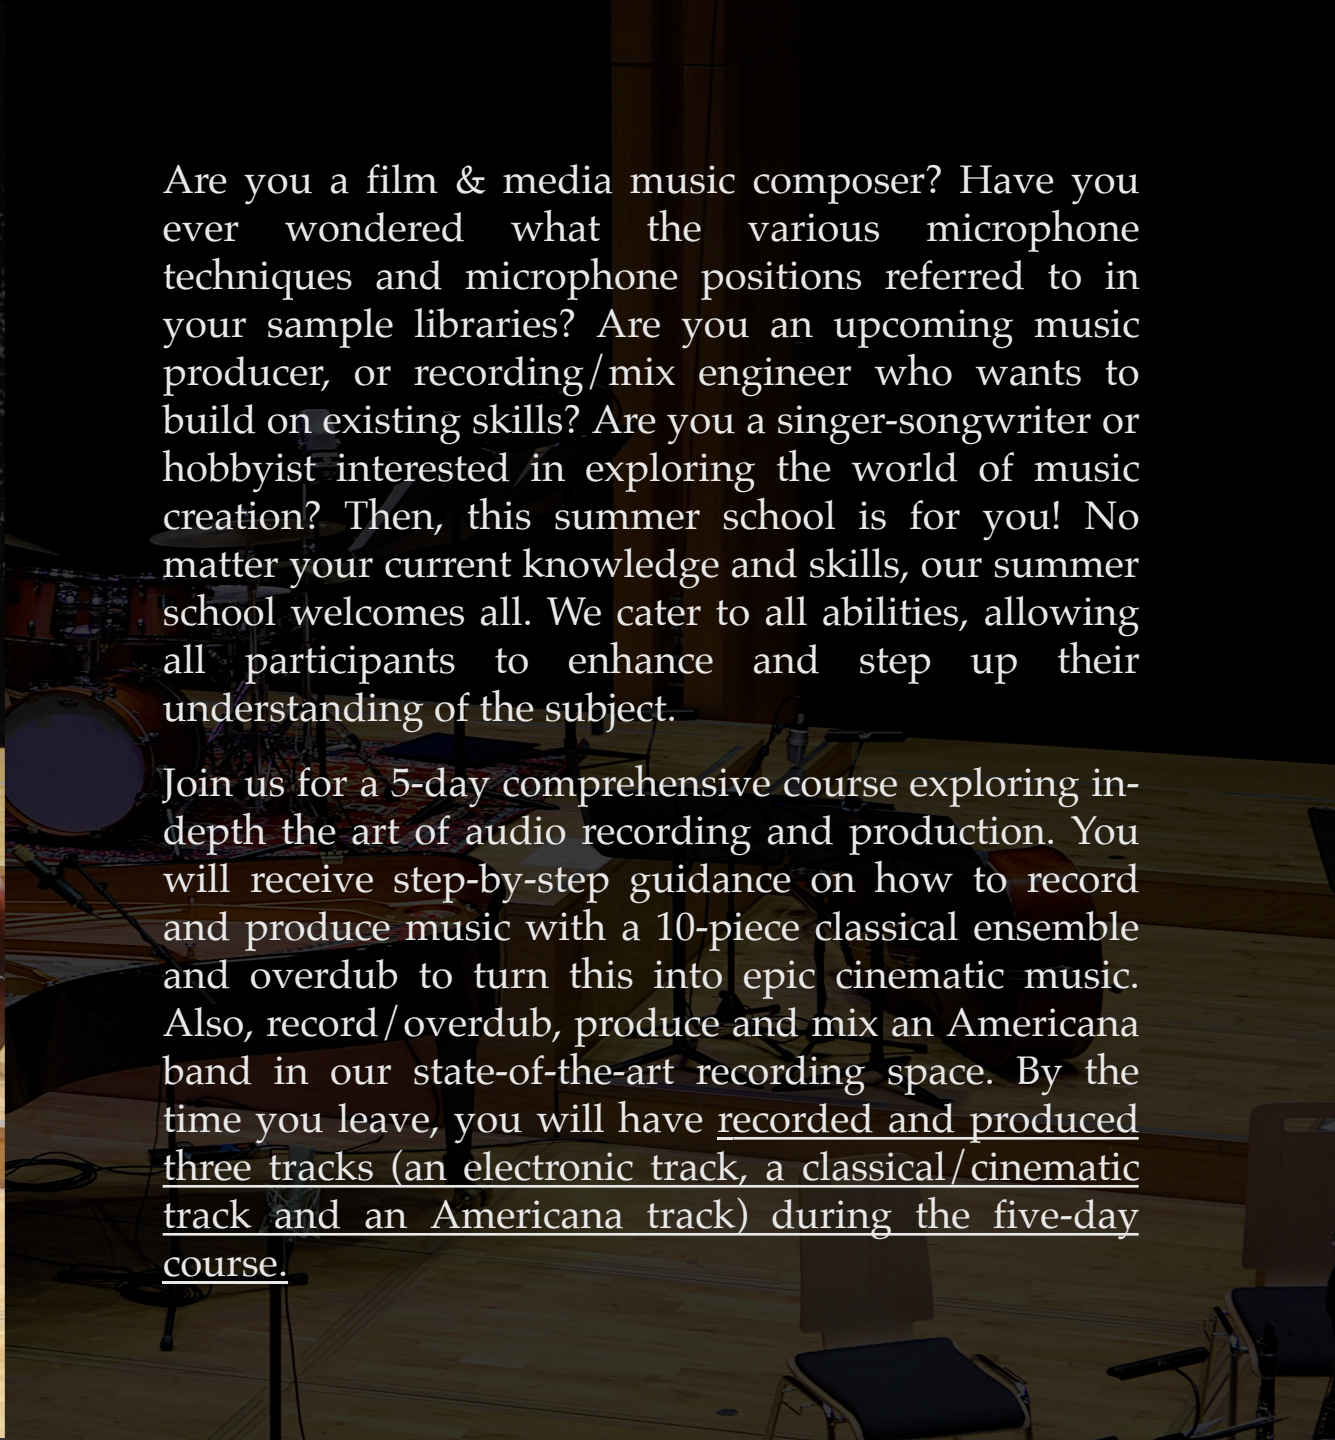 Are you a film & media music composer? Have you
ever wondered what the various microphone
techniques and microphone positions referred to in
your sample libraries? Are you an upcoming music
producer, or recording/mix engineer who wants to
build on existing skills? Are you a singer-songwriter or
hobbyist interested in exploring the world of music
creation? Then, this summer school is for you! No
matter your current knowledge and skills, our summer
school welcomes all. We cater to all abilities, allowing
all participants to enhance and step up their
understanding of the subject.
Join us for a 5-day comprehensive course exploring in-
depth the art of audio recording and production. You
will receive step-by-step guidance on how to record
and produce music with a 10-piece classical ensemble
and overdub to turn this into epic cinematic music.
Also, record/overdub, produce and mix an Americana
band in our state-of-the-art recording space. By the
time you leave, you will have recorded and produced
three tracks (an electronic track, a classical/cinematic
track and an Americana track) during the five-day
course.